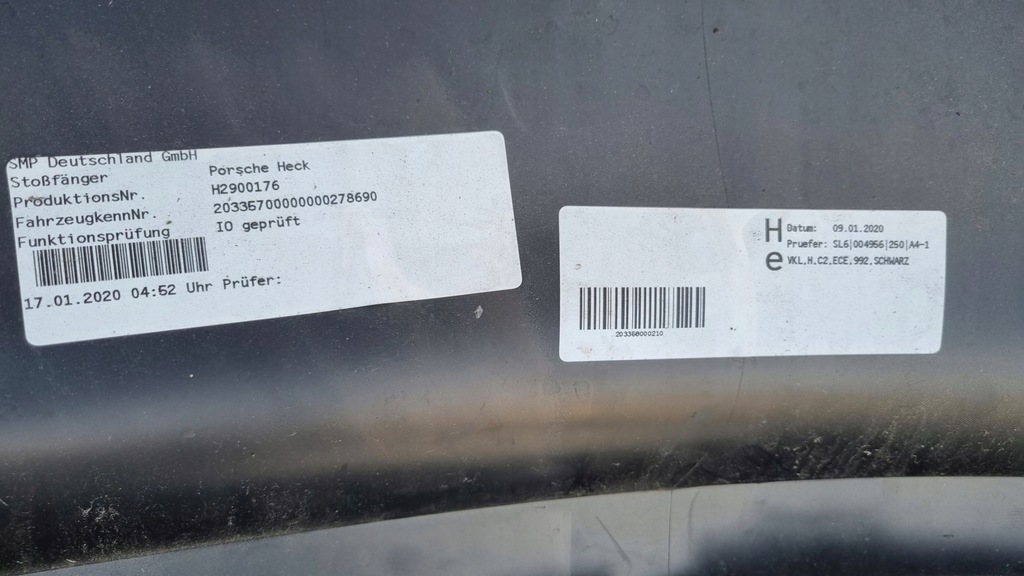 SMP Deutschland GmbH
Stoßfänger Porsche Heck
ProduktionsNr. H2900176
FahrzeugkennNr. 20336700000000278690
Funktionsprüfung IO geprüft
17.01.2020 04:52 Uhr Prüfer:
H Datum: 09.01.2020
Pruefer: SL6|004956|250|A4-1
e VKL,H,C2,ECE,992,SCHWARZ
203368000210